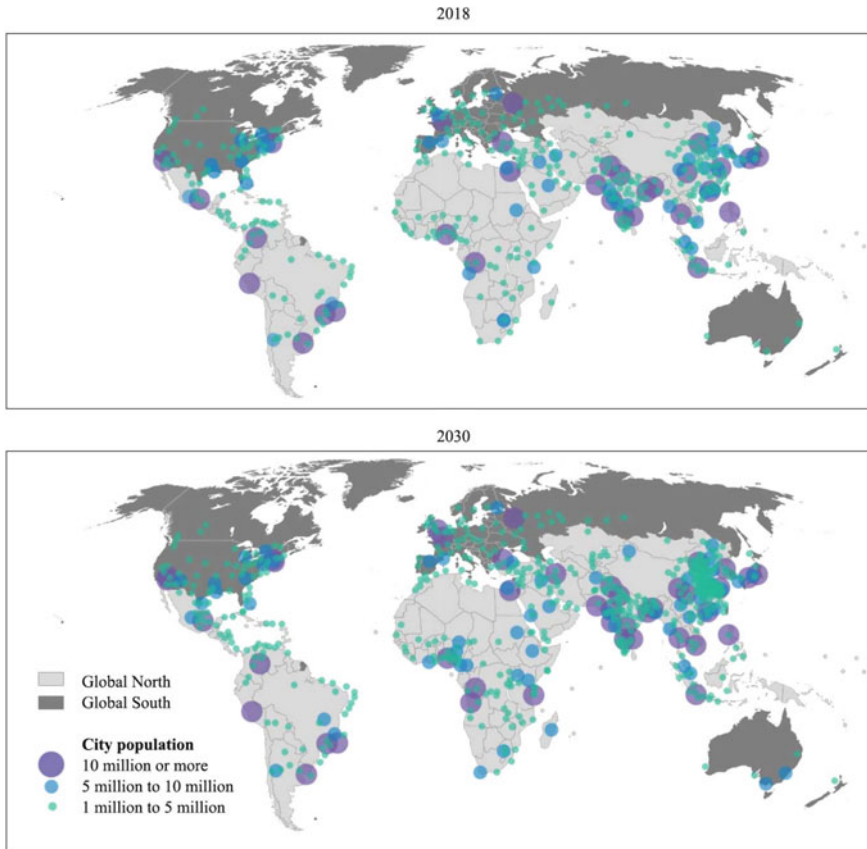 2018
2030
Global North
Global South
City population
10 million or more
5 million to 10 million
1 million to 5 million